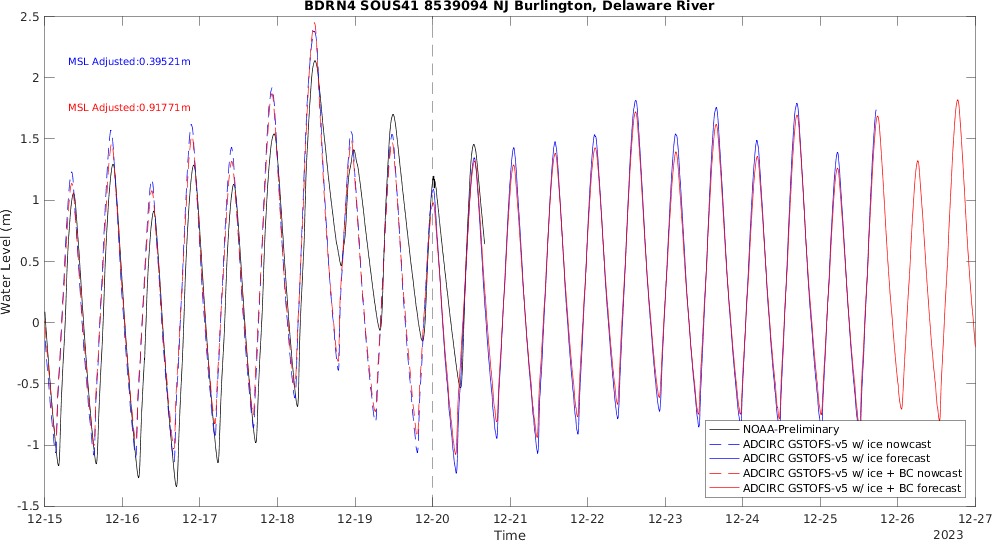 BDRN4 SOUS41 8539094 NJ Burlington, Delaware River
2.5
MSL Adjusted:0.39521m
2
MSL Adjusted:0.91771m
1.5
1
0.5
0
-0.5
-1
-1.5
Water Level (m)
NOAA-Preliminary
ADCIRC GSTOFS-v5 w/ ice nowcast
ADCIRC GSTOFS-v5 w/ ice forecast
ADCIRC GSTOFS-v5 w/ ice + BC nowcast
ADCIRC GSTOFS-v5 w/ ice + BC forecast
12-15 12-16 12-17 12-18 12-19 12-20 12-21 12-22 12-23 12-24 12-25 12-26 12-27
Time
2023